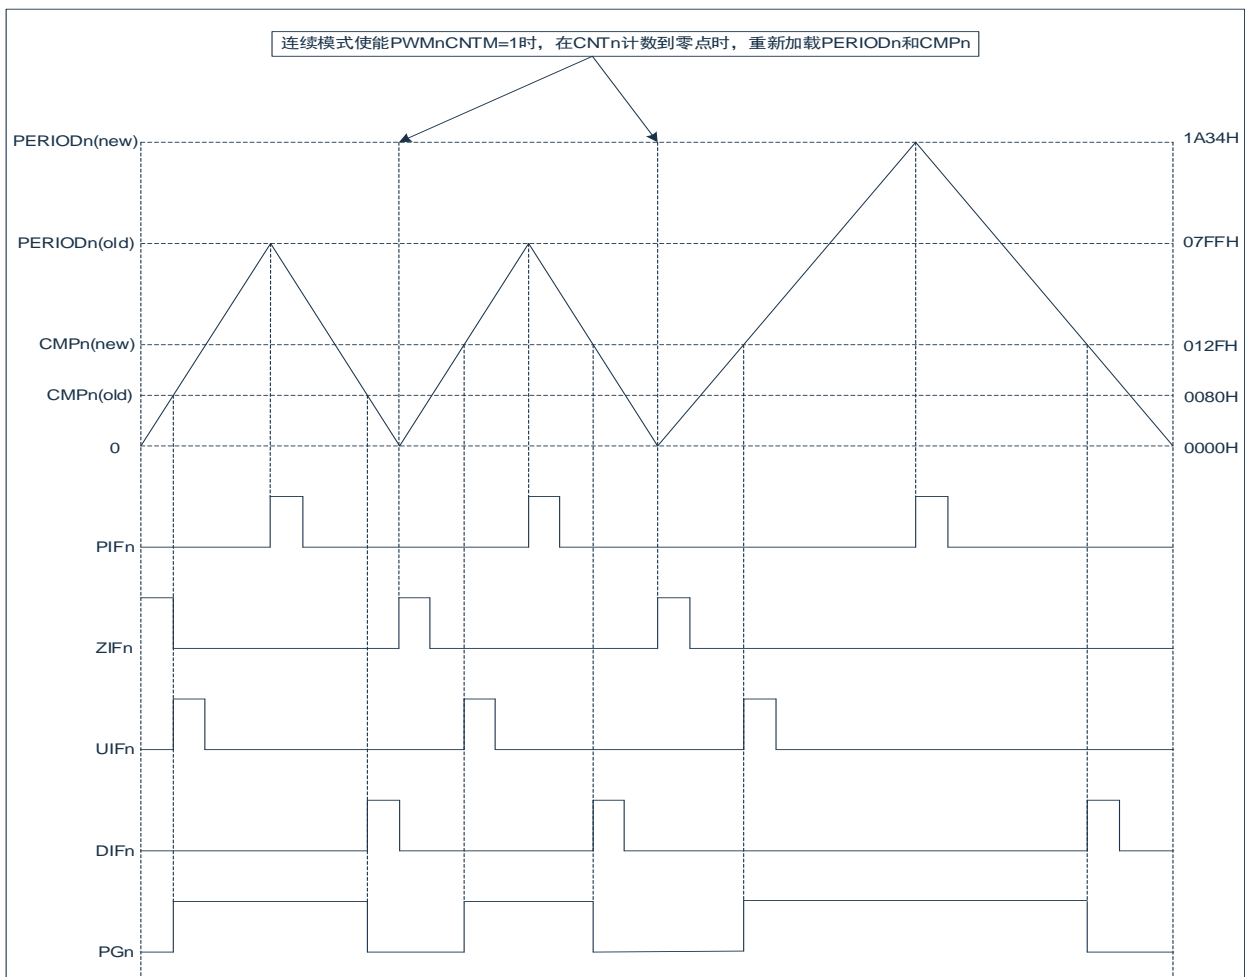 连续模式使能PWMnCNTM=1时，在CNTn计数到零点时，重新加载PERIODn和CMPn
PERIODn(new) 1A34H
PERIODn(old) 07FFH
CMPn(new) 012FH
CMPn(old) 0080H
0 0000H
PIFn
ZIFn
UIFn
DIFn
PGn